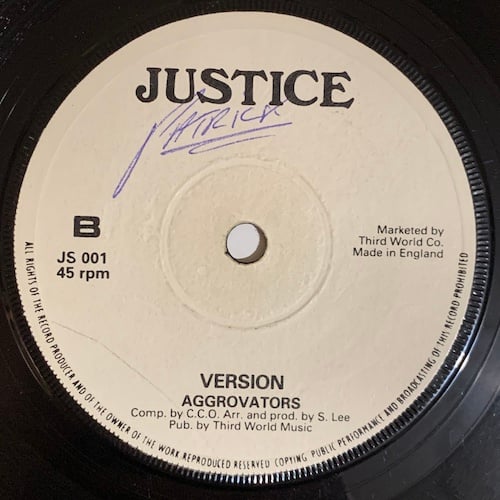 JUSTICE
PATRICK
B
JS 001
45 rpm
Marketed by
Third World Co.
Made in England
VERSION
AGGROVATORS
Comp. by C.C.O. Arr. and prod. by S. Lee
Pub. by Third World Music
ALL RIGHTS OF THE RECORD PRODUCER AND OF THE OWNER OF THE WORK REPRODUCED RESERVED COPYING PUBLIC PERFORMANCE AND BROADCASTING OF THIS RECORD PROHIBITED